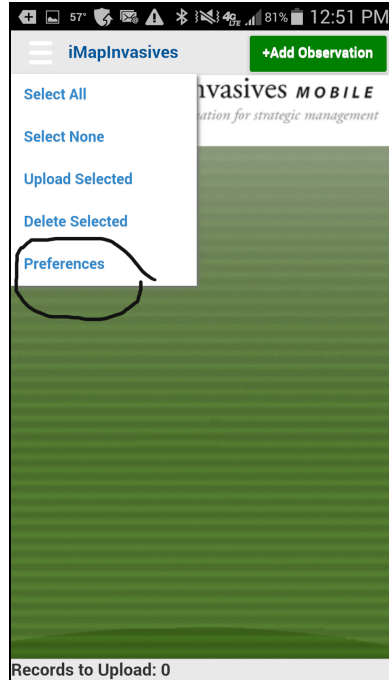 57° 4G LTE 81% 12:51 PM
iMapInvasives +Add Observation
Select All
nvasives MOBILE
ation for strategic management
Select None
Upload Selected
Delete Selected
Preferences
Records to Upload: 0